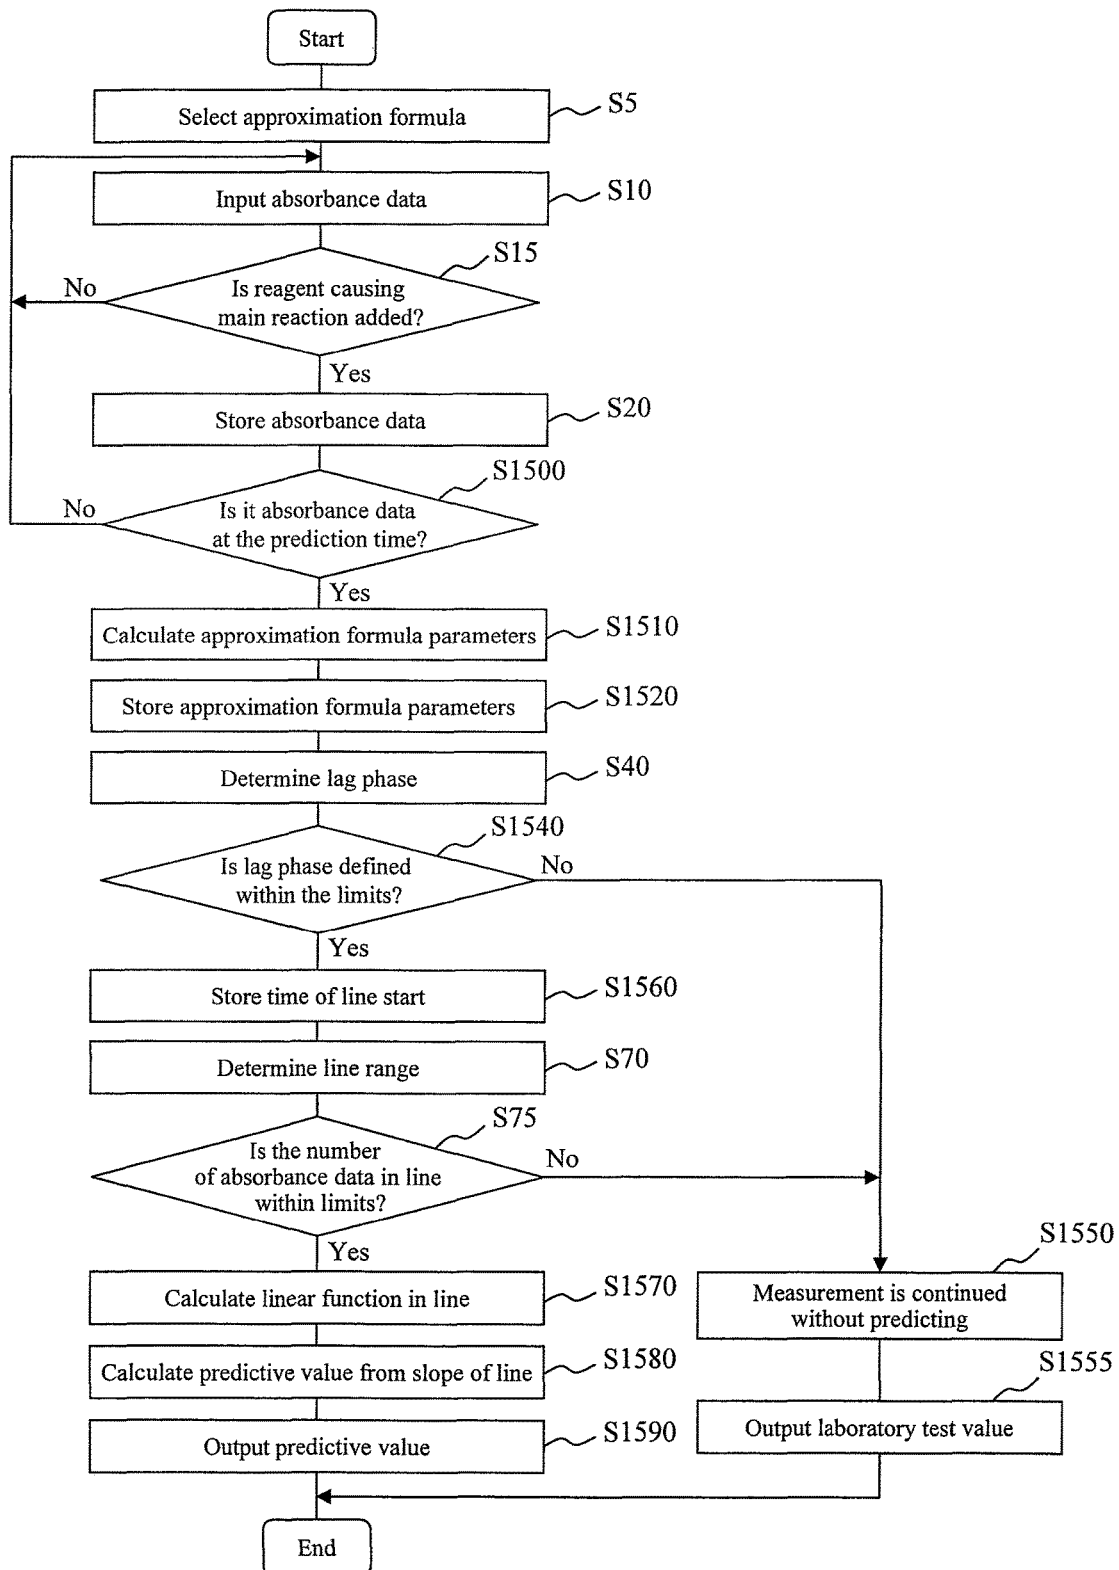 Start
Select approximation formula
S5
Input absorbance data
S10
S15
No
Is reagent causing
main reaction added?
Yes
Store absorbance data
S20
S1500
No
Is it absorbance data
at the prediction time?
Yes
Calculate approximation formula parameters
S1510
Store approximation formula parameters
S1520
Determine lag phase
S40
S1540
Is lag phase defined
within the limits?
No
Yes
Store time of line start
S1560
Determine line range
S70
S75
Is the number
of absorbance data in line
within limits?
No
Yes
S1550
Calculate linear function in line
S1570
Measurement is continued
without predicting
Calculate predictive value from slope of line
S1580
S1555
Output predictive value
S1590
Output laboratory test value
End